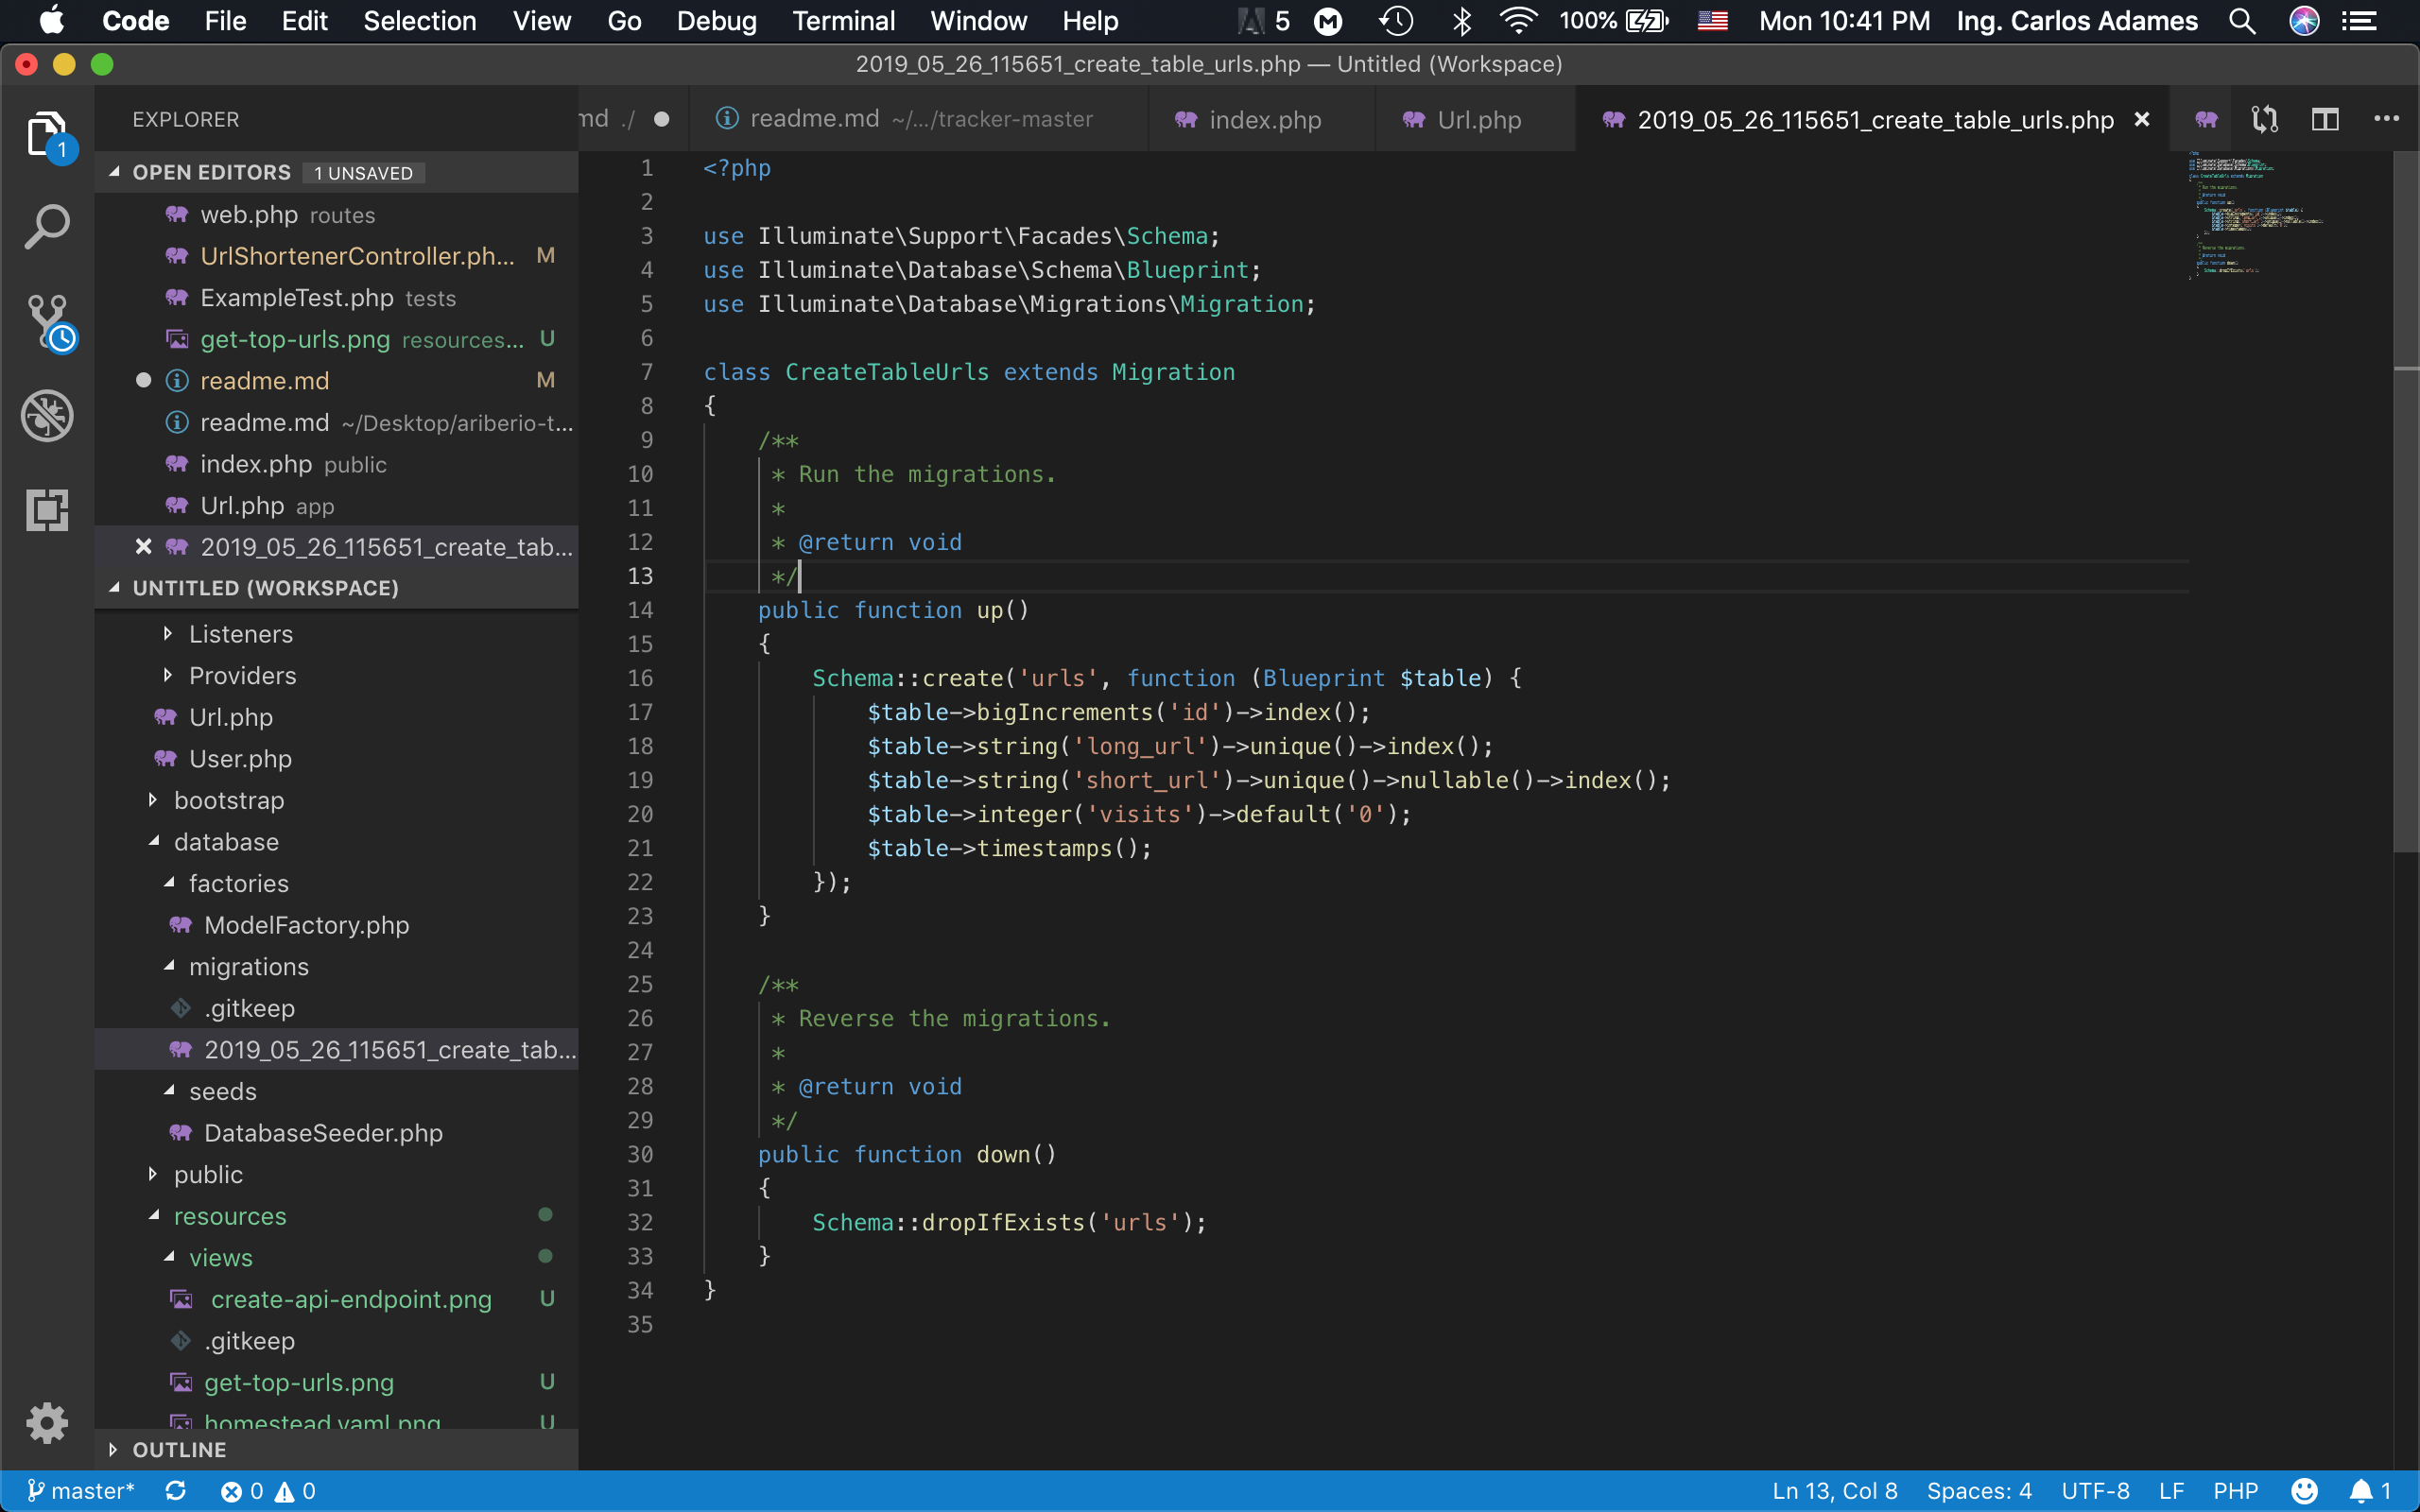 Code File Edit Selection View Go Debug Terminal Window Help 5 100% Mon 10:41 PM Ing. Carlos Adames
2019_05_26_115651_create_table_urls.php — Untitled (Workspace)
EXPLORER
md ./ readme.md ~/.../tracker-master index.php Url.php 2019_05_26_115651_create_table_urls.php
1
OPEN EDITORS 1 UNSAVED
web.php routes
UrlShortenerController.ph... M
ExampleTest.php tests
get-top-urls.png resources... U
readme.md M
readme.md ~/Desktop/ariberio-t...
index.php public
Url.php app
2019_05_26_115651_create_tab...
UNTITLED (WORKSPACE)
Listeners
Providers
Url.php
User.php
bootstrap
database
factories
ModelFactory.php
migrations
.gitkeep
2019_05_26_115651_create_tab...
seeds
DatabaseSeeder.php
public
resources
views
create-api-endpoint.png U
.gitkeep
get-top-urls.png U
homestead.yaml.png U
OUTLINE
1 <?php
2
3 use Illuminate\Support\Facades\Schema;
4 use Illuminate\Database\Schema\Blueprint;
5 use Illuminate\Database\Migrations\Migration;
6
7 class CreateTableUrls extends Migration
8 {
9     /**
10      * Run the migrations.
11      *
12      * @return void
13      */
14     public function up()
15     {
16         Schema::create('urls', function (Blueprint $table) {
17             $table->bigIncrements('id')->index();
18             $table->string('long_url')->unique()->index();
19             $table->string('short_url')->unique()->nullable()->index();
20             $table->integer('visits')->default('0');
21             $table->timestamps();
22         });
23     }
24
25     /**
26      * Reverse the migrations.
27      *
28      * @return void
29      */
30     public function down()
31     {
32         Schema::dropIfExists('urls');
33     }
34 }
35
master* 0 0 Ln 13, Col 8 Spaces: 4 UTF-8 LF PHP 1